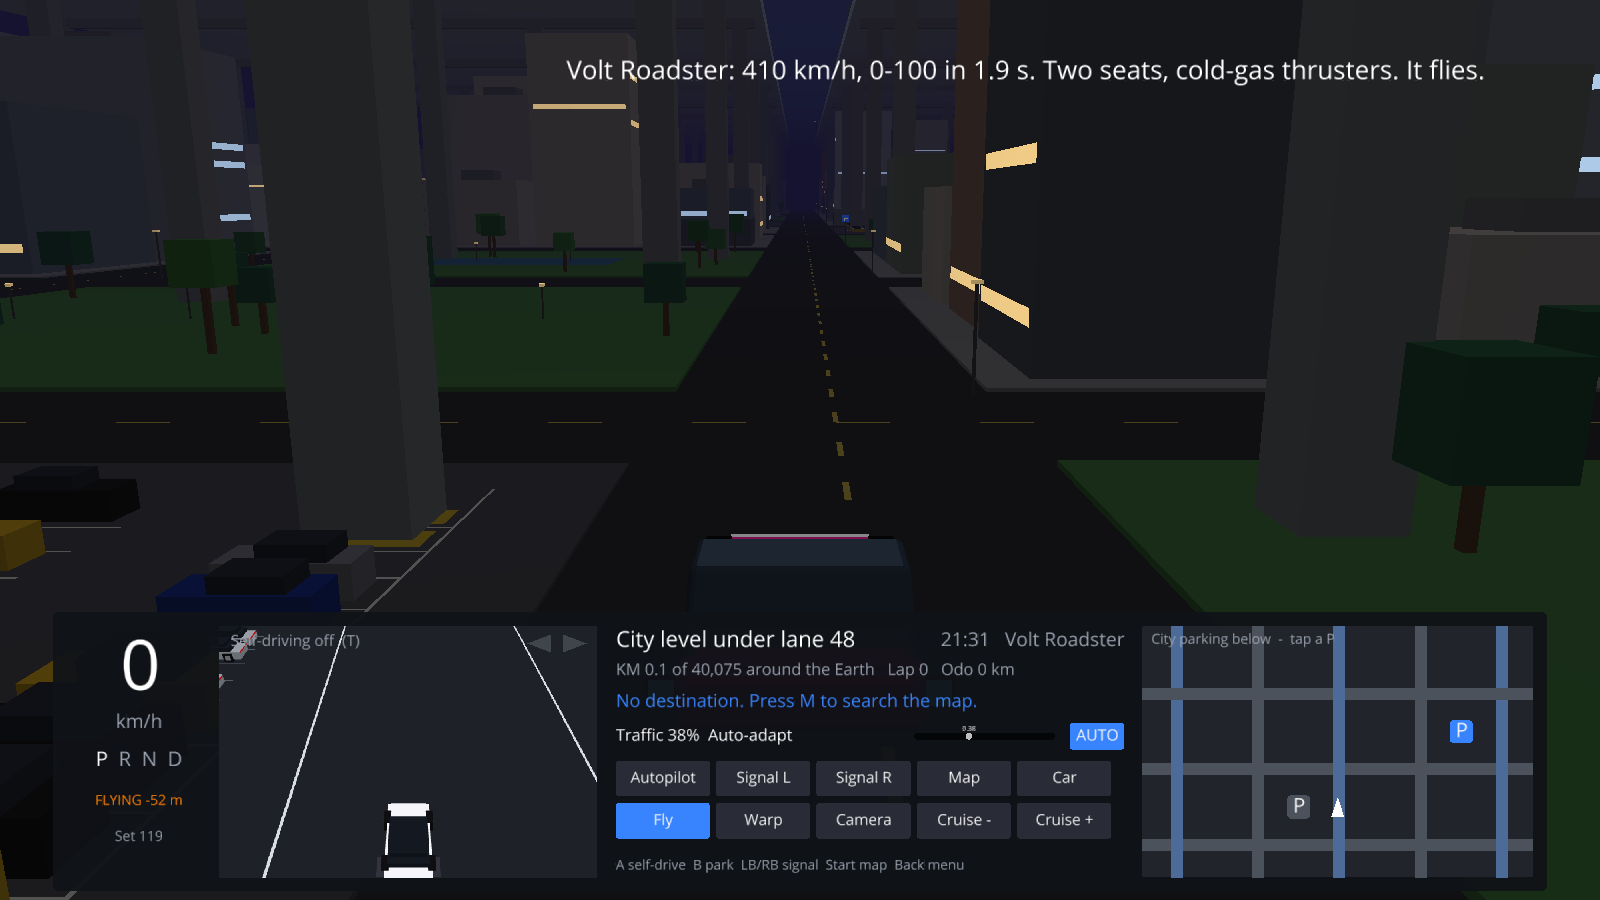 Volt Roadster: 410 km/h, 0-100 in 1.9 s. Two seats, cold-gas thrusters. It flies.
0
km/h
P R N D
FLYING -52 m
Set 119
Self-driving off (T)
City level under lane 48
21:31 Volt Roadster
KM 0.1 of 40,075 around the Earth Lap 0 Odo 0 km
No destination. Press M to search the map.
Traffic 38% Auto-adapt
0.38
AUTO
Autopilot Signal L Signal R Map Car
Fly Warp Camera Cruise - Cruise +
A self-drive B park LB/RB signal Start map Back menu
City parking below - tap a P
P
P
P